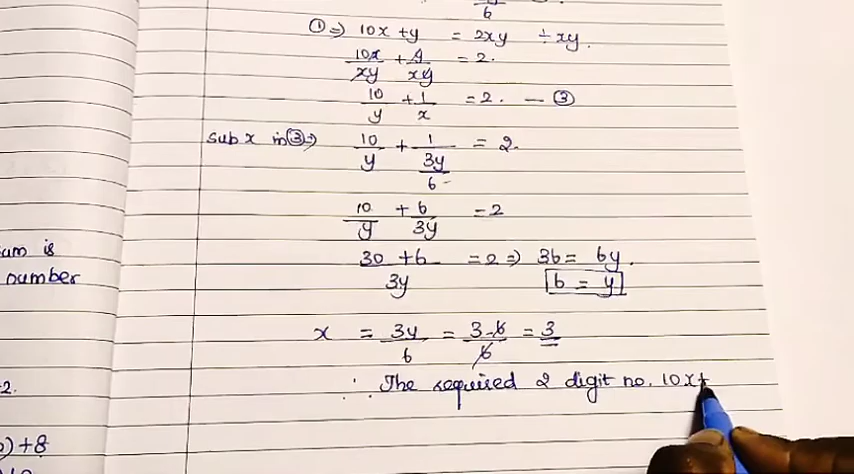 6
① ⇒ 10x + y = 2xy ÷ xy.
10x/xy + y/xy = 2.
10/y + 1/x = 2. — ③
Sub x in ③ ⇒ 10/y + 1/(3y/6) = 2.
10/y + 6/3y = 2
(30 + 6)/3y = 2 ⇒ 36 = 6y.
6 = y
x = 3y/6 = 3·6/6 = 3
∴ The required 2 digit no. 10x+
um is
number
2.
) + 8